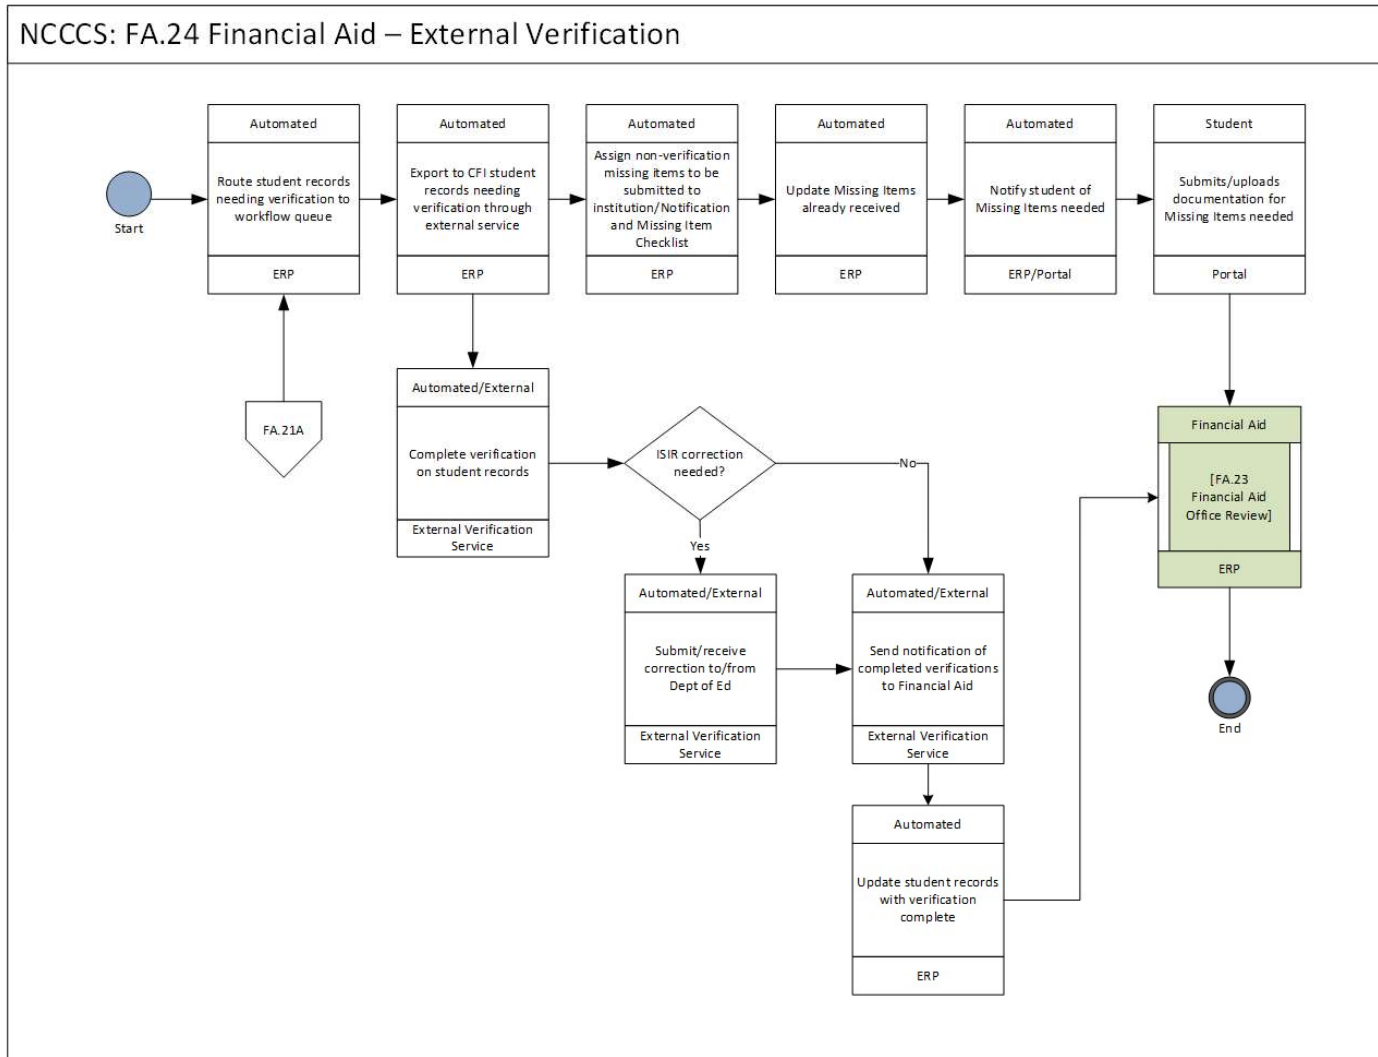 NCCCS: FA.24 Financial Aid – External Verification
Start
Automated
Route student records
needing verification to
workflow queue
ERP
Automated
Export to CFI student
records needing
verification through
external service
ERP
Automated
Assign non-verification
missing items to be
submitted to
institution/Notification
and Missing Item
Checklist
ERP
Automated
Update Missing Items
already received
ERP
Automated
Notify student of
Missing Items needed
ERP/Portal
Student
Submits/uploads
documentation for
Missing Items needed
Portal
FA.21A
Automated/External
Complete verification
on student records
External Verification
Service
ISIR correction
needed?
No
Yes
Financial Aid
[FA.23
Financial Aid
Office Review]
ERP
Automated/External
Submit/receive
correction to/from
Dept of Ed
External Verification
Service
Automated/External
Send notification of
completed verifications
to Financial Aid
External Verification
Service
End
Automated
Update student records
with verification
complete
ERP